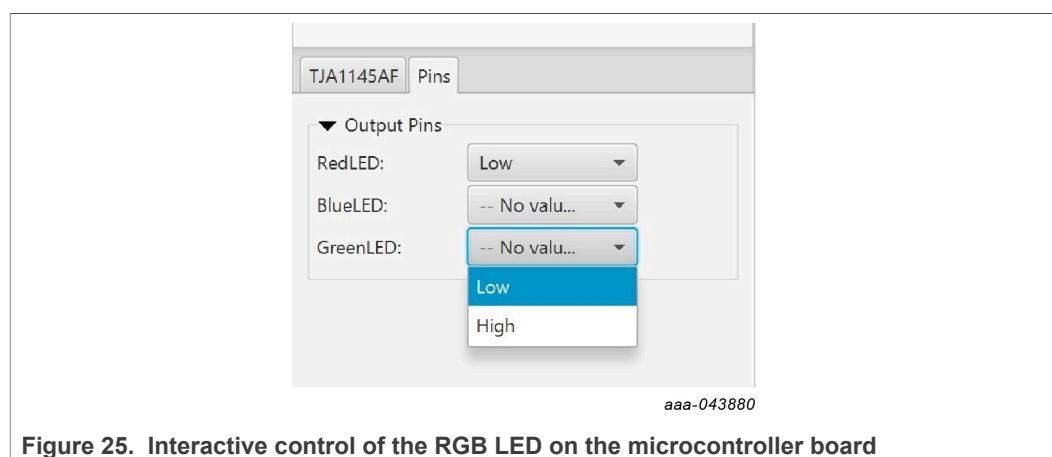 TJA1145AF Pins
Output Pins
RedLED: Low
BlueLED: -- No valu...
GreenLED: -- No valu...
Low
High
aaa-043880
Figure 25. Interactive control of the RGB LED on the microcontroller board